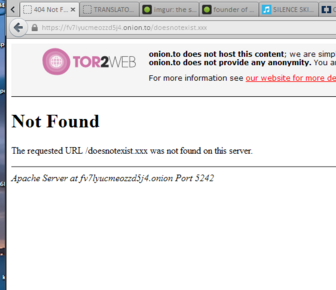 404 Not F...
TRANSLATO...
imgur: the s...
founder of ...
SILENCE SKI...
https://fv7lyucmeozzd5j4.onion.to/doesnotexist.xxx
TOR2WEB
onion.to does not host this content; we are simp
onion.to does not provide any anonymity. You ar
For more information see our website for more de
Not Found
The requested URL /doesnotexist.xxx was not found on this server.
Apache Server at fv7lyucmeozzd5j4.onion Port 5242